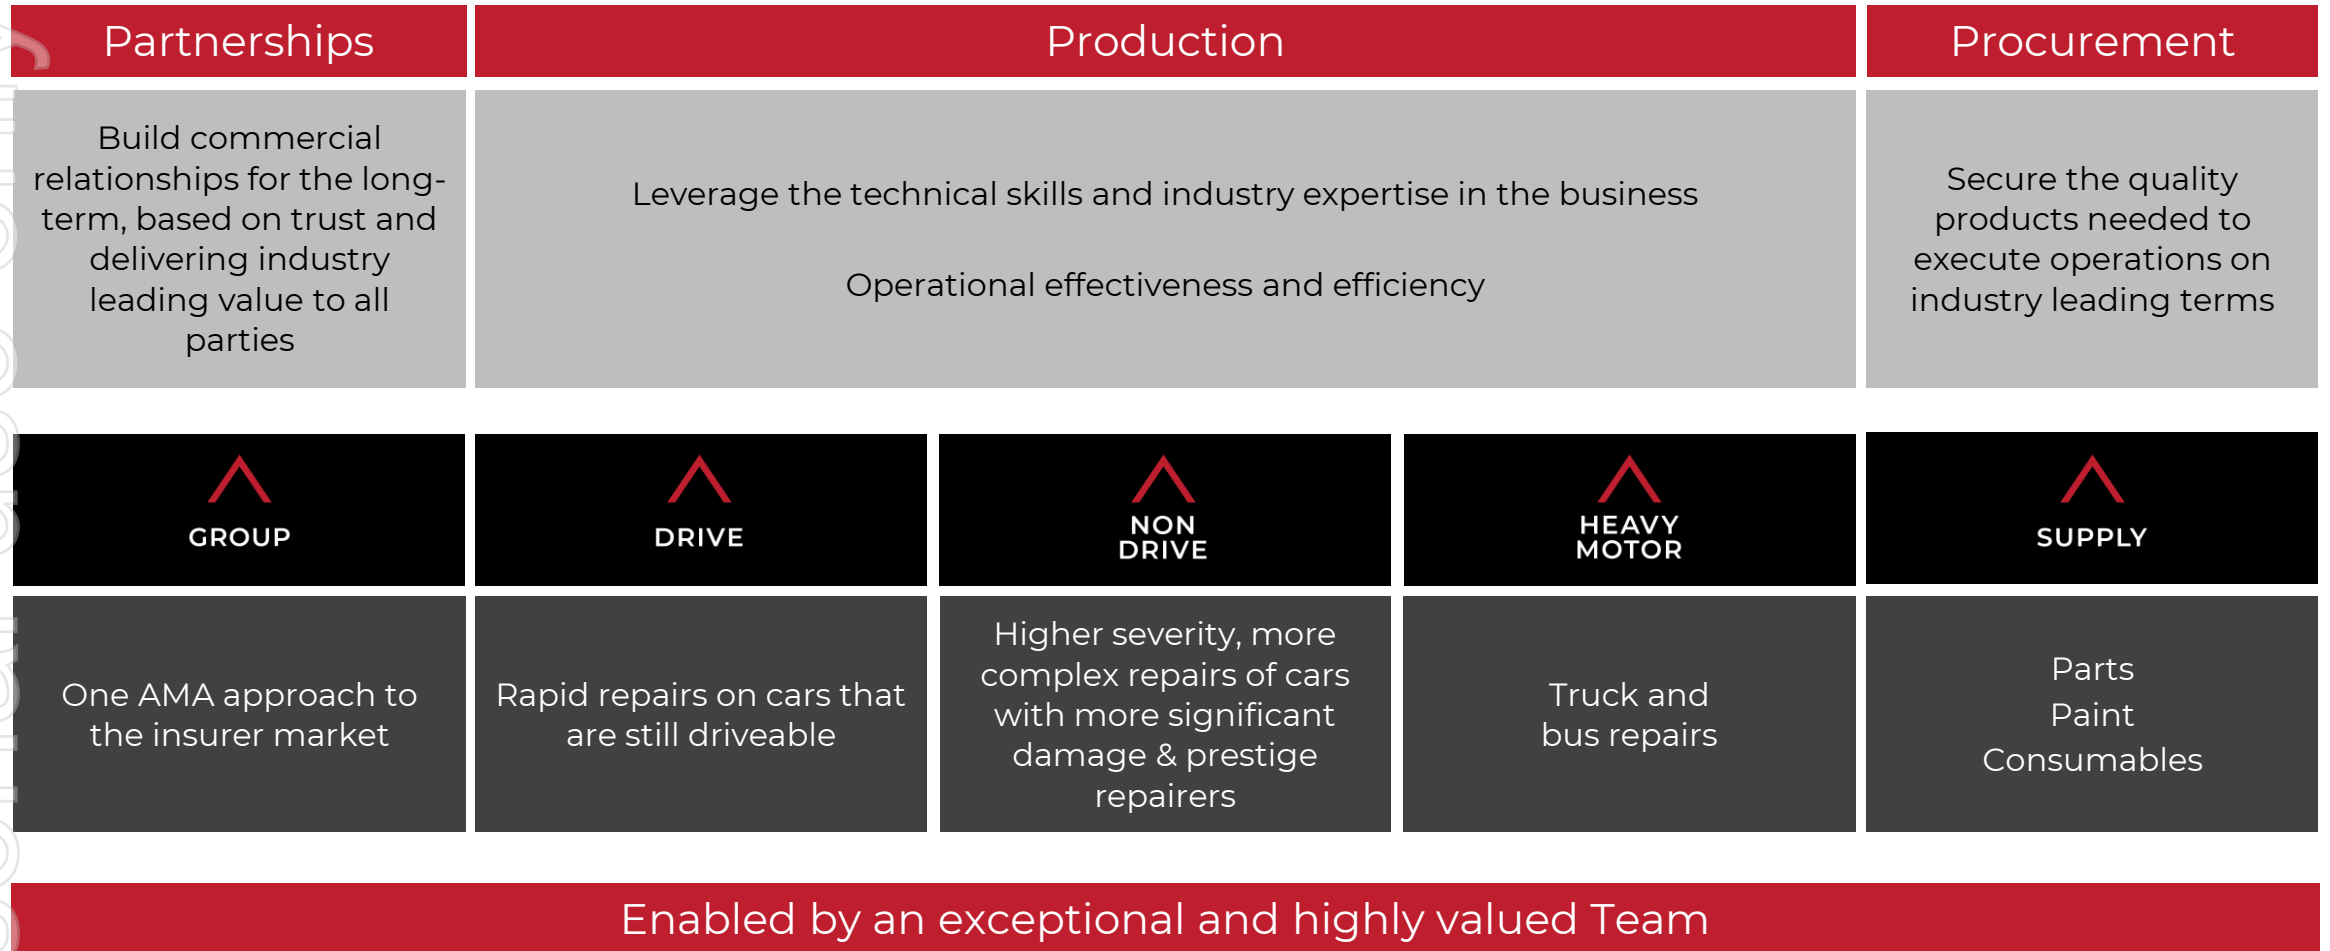 Partnerships
Production
Procurement
Build commercial
relationships for the long-
term, based on trust and
delivering industry
leading value to all
parties
Leverage the technical skills and industry expertise in the business
Operational effectiveness and efficiency
Secure the quality
products needed to
execute operations on
industry leading terms
GROUP
DRIVE
NON
DRIVE
HEAVY
MOTOR
SUPPLY
One AMA approach to
the insurer market
Rapid repairs on cars that
are still driveable
Higher severity, more
complex repairs of cars
with more significant
damage & prestige
repairers
Truck and
bus repairs
Parts
Paint
Consumables
Enabled by an exceptional and highly valued Team